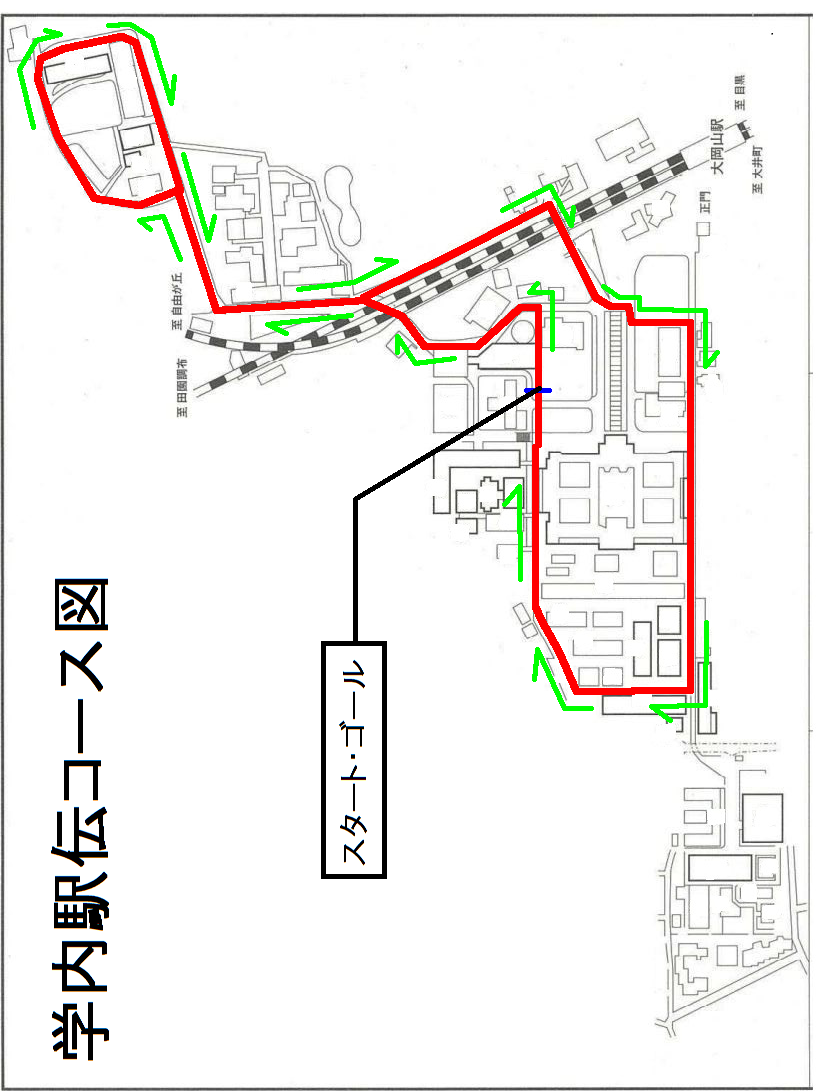 学内駅伝コース図
スタート・ゴール
至田園調布
至自由が丘
大岡山駅
至目黒
至大井町
正門